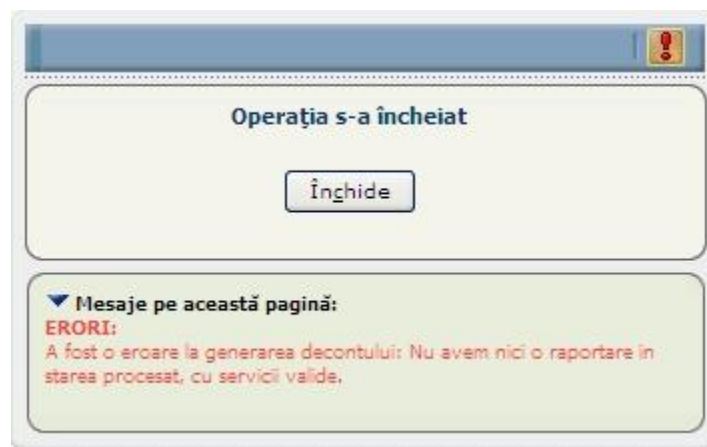 Operaţia s-a încheiat
Închide
Mesaje pe această pagină:
ERORI:
A fost o eroare la generarea decontului: Nu avem nici o raportare in
starea procesat, cu servicii valide.